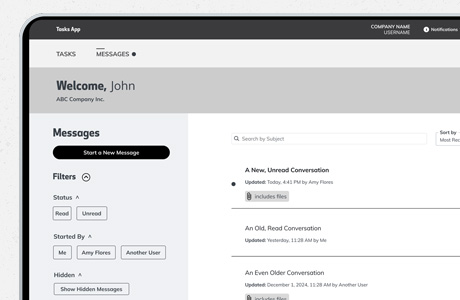 Tasks App
COMPANY NAME
USERNAME
Notifications
TASKS
MESSAGES
Welcome, John
ABC Company Inc.
Messages
Start a New Message
Filters
Status
Read
Unread
Started By
Me
Amy Flores
Another User
Hidden
Show Hidden Messages
Search by Subject
Sort by
Most Rec
A New, Unread Conversation
Updated: Today, 4:41 PM by Amy Flores
includes files
An Old, Read Conversation
Updated: Yesterday, 11:28 AM by Me
An Even Older Conversation
Updated: December 1, 2024, 11:28 AM by Another User
includes files